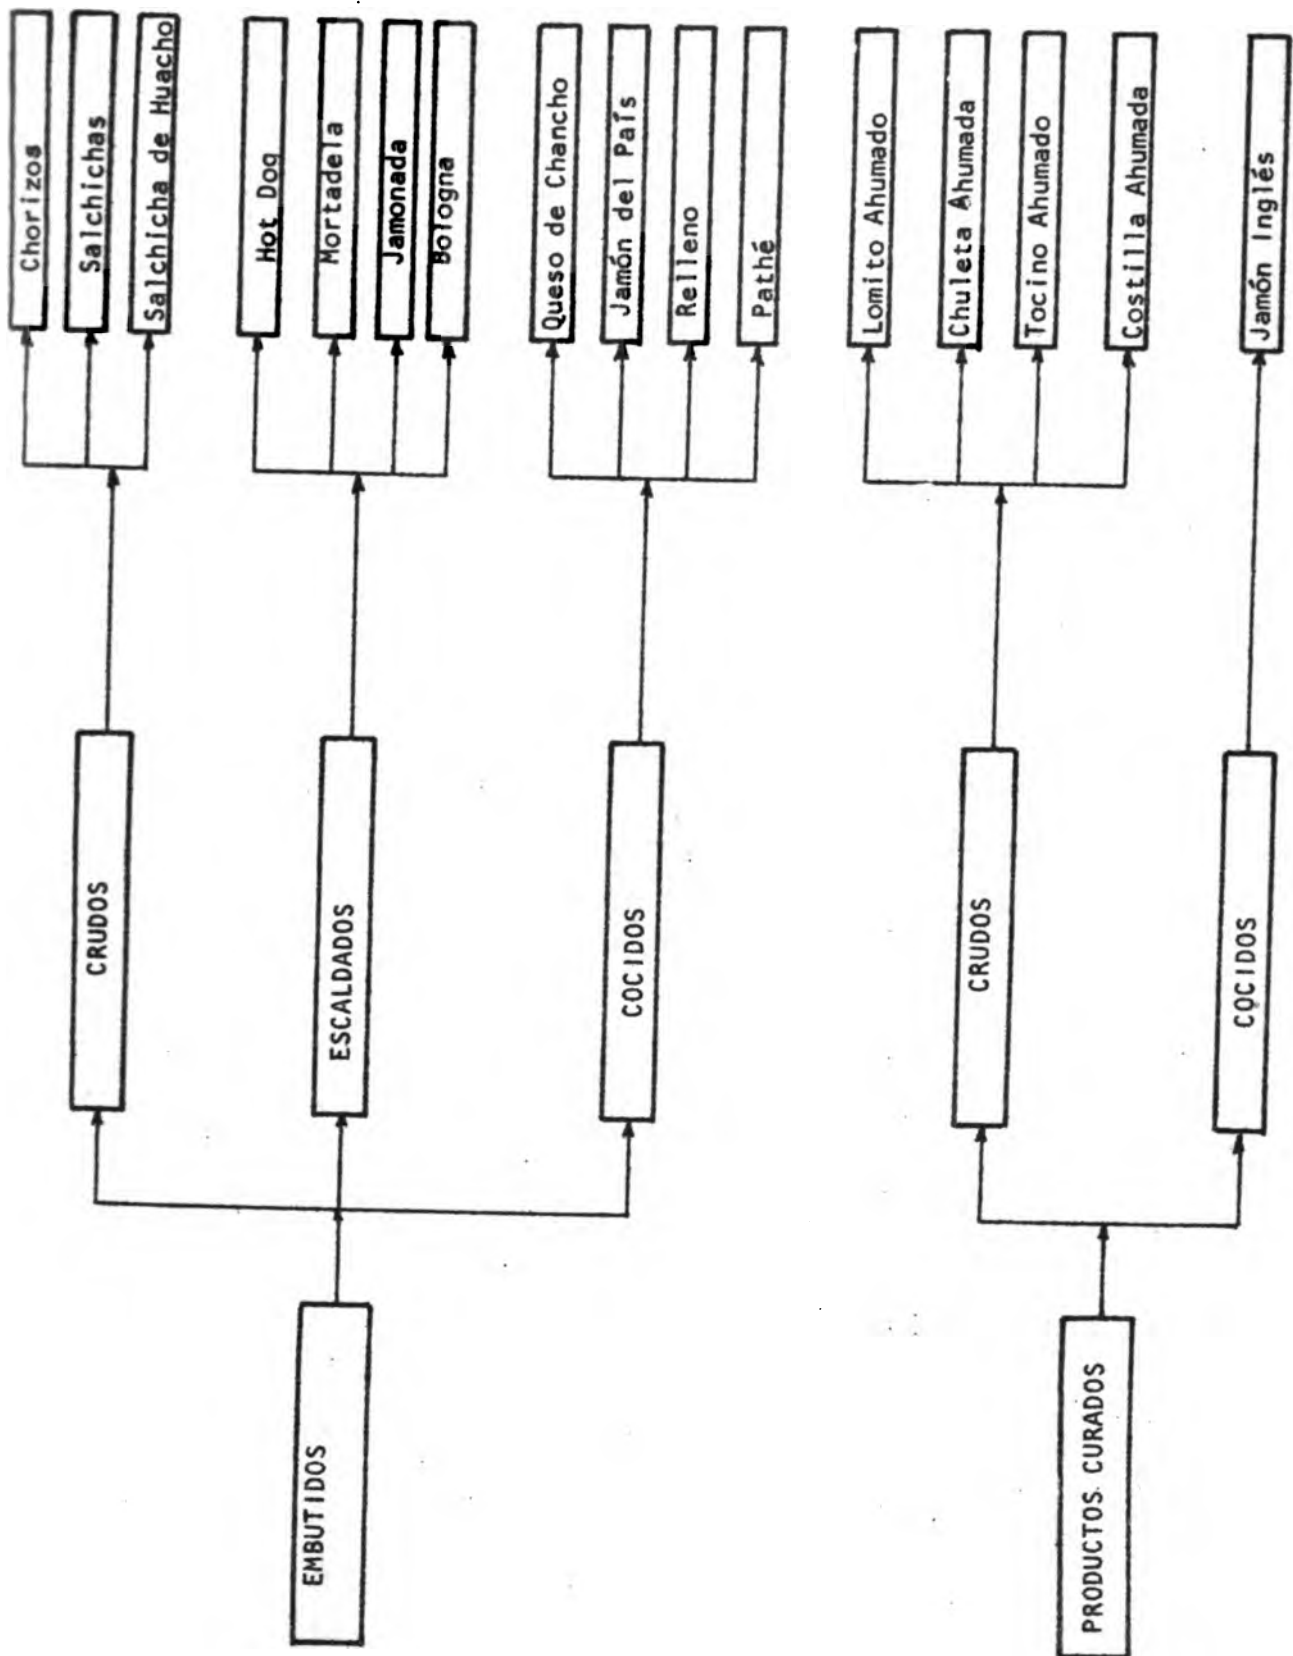 EMBUTIDOS
CRUDOS
Chorizos
Salchichas
Salchicha de Huacho
ESCALDADOS
Hot Dog
Mortadela
Jamonada
Bologna
COCIDOS
Queso de Chancho
Jamón del País
Relleno
Pathé
PRODUCTOS CURADOS
CRUDOS
Lomito Ahumado
Chuleta Ahumada
Tocino Ahumado
Costilla Ahumada
COCIDOS
Jamón Inglés